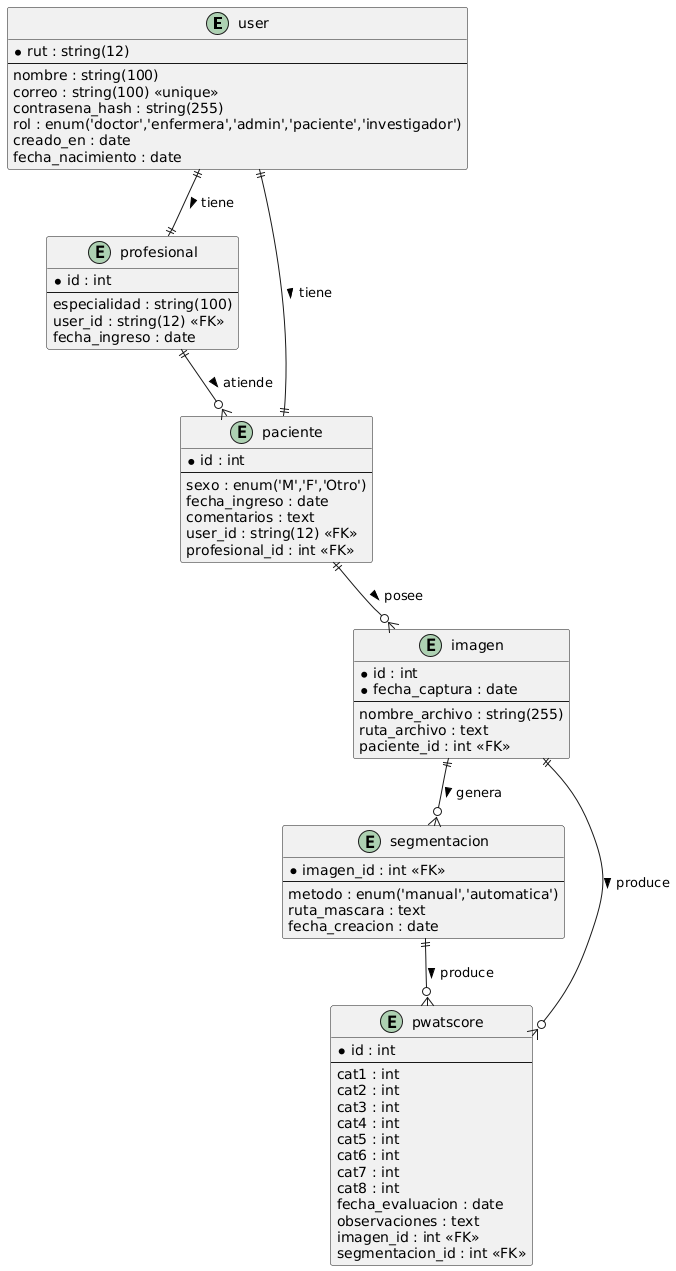 E user
* rut : string(12)
nombre : string(100)
correo : string(100) «unique»
contrasena_hash : string(255)
rol : enum('doctor','enfermera','admin','paciente','investigador')
creado_en : date
fecha_nacimiento : date
tiene
E profesional
* id : int
especialidad : string(100)
user_id : string(12) «FK»
fecha_ingreso : date
tiene
atiende
E paciente
* id : int
sexo : enum('M','F','Otro')
fecha_ingreso : date
comentarios : text
user_id : string(12) «FK»
profesional_id : int «FK»
posee
E imagen
* id : int
* fecha_captura : date
nombre_archivo : string(255)
ruta_archivo : text
paciente_id : int «FK»
genera
E segmentacion
* imagen_id : int «FK»
metodo : enum('manual','automatica')
ruta_mascara : text
fecha_creacion : date
produce
produce
E pwatscore
* id : int
cat1 : int
cat2 : int
cat3 : int
cat4 : int
cat5 : int
cat6 : int
cat7 : int
cat8 : int
fecha_evaluacion : date
observaciones : text
imagen_id : int «FK»
segmentacion_id : int «FK»